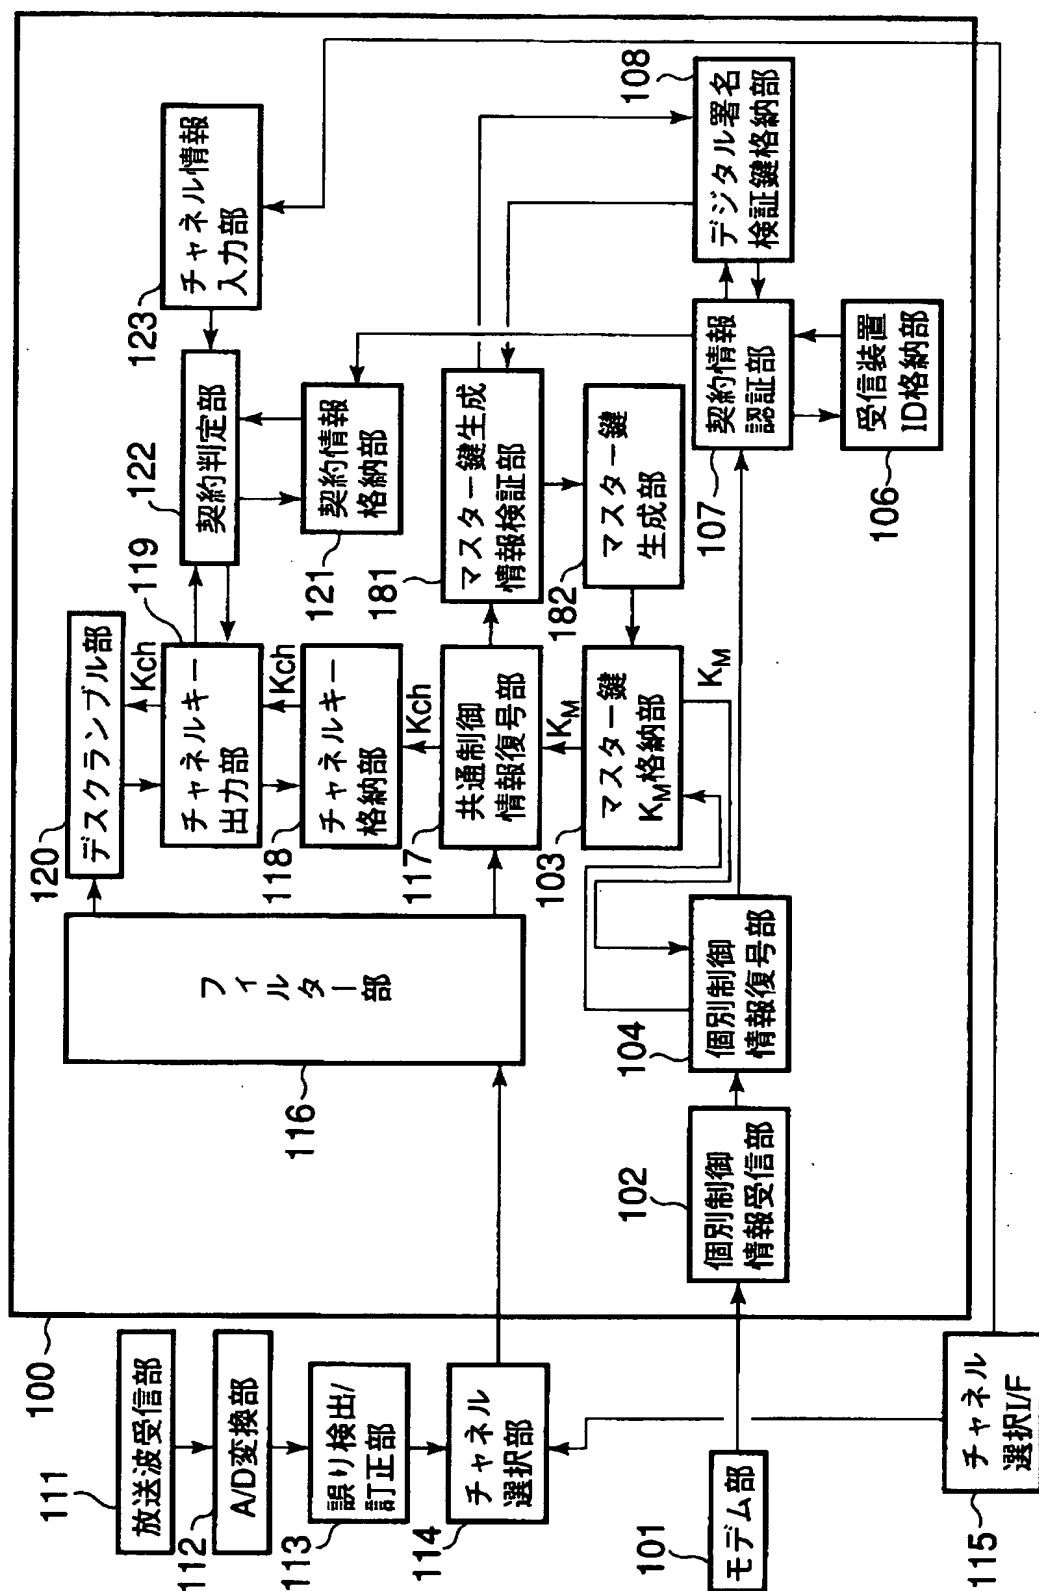 100
111
放送波受信部
112
A/D変換部
113
誤り検出/
訂正部
114
チャネル
選択部
101
モデム部
115
チャネル
選択I/F
116
フィルター部
102
個別制御
情報受信部
104
個別制御
情報復号部
120
デスクランブル部
Kch
119
チャネルキー
出力部
Kch
118
チャネルキー
格納部
Kch
117
共通制御
情報復号部
KM
103
マスター鍵
KM格納部
KM
122
契約判定部
121
契約情報
格納部
181
マスター鍵生成
情報検証部
182
マスター鍵
生成部
107
契約情報
認証部
123
チャネル情報
入力部
108
デジタル署名
検証鍵格納部
106
受信装置
ID格納部